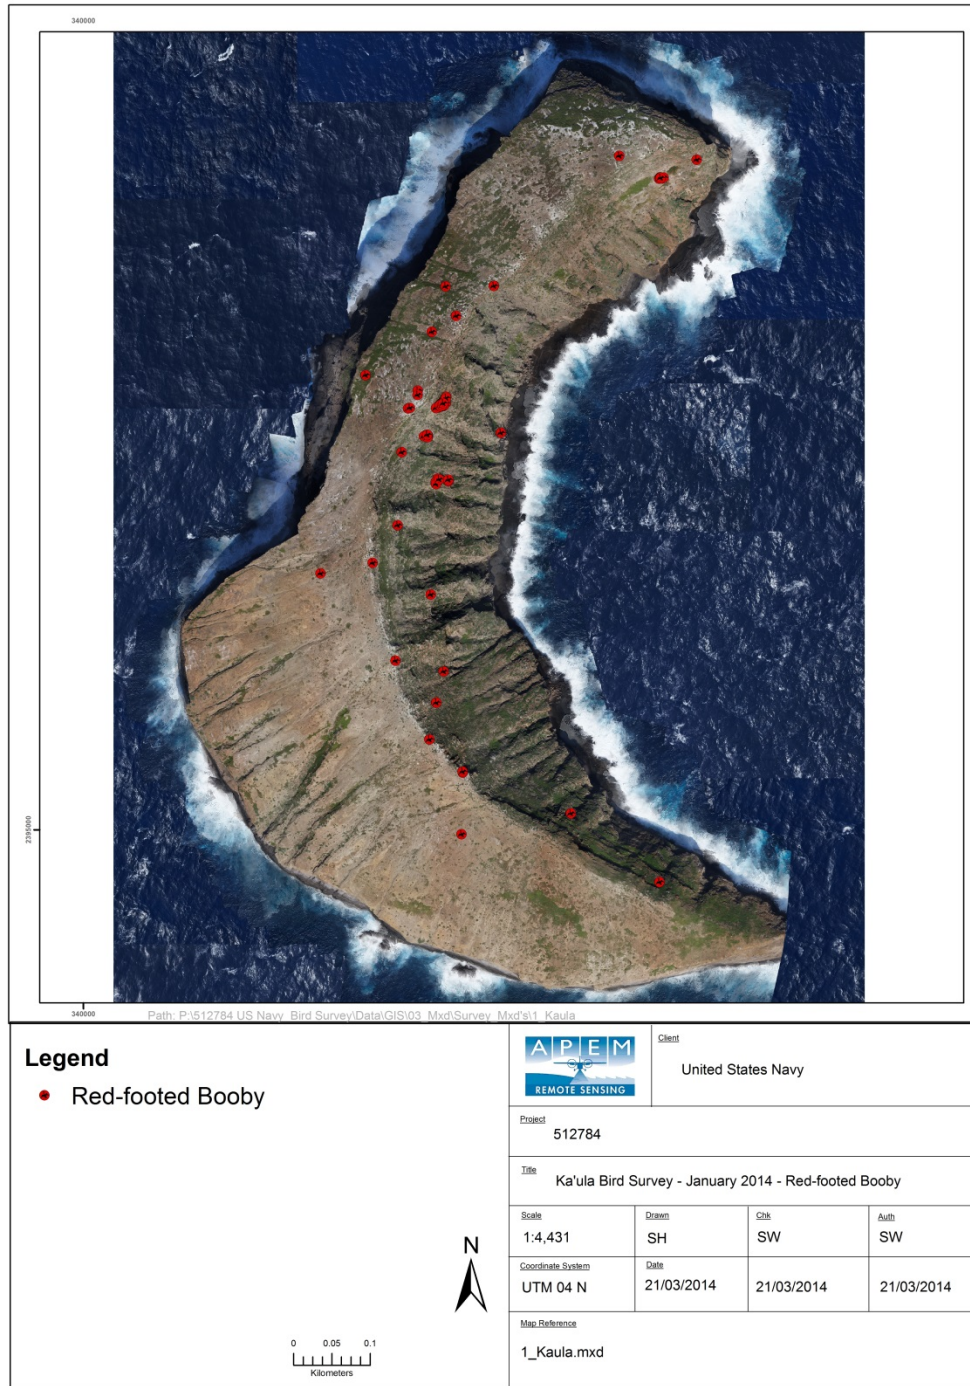 340000
2395000
340000
Path: P:\512784 US Navy_Bird Survey\Data\GIS\03_Mxd\Survey_Mxd's\1_Kaula
Legend
Red-footed Booby
N
0 0.05 0.1
Kilometers
APEM
REMOTE SENSING
Client
United States Navy
Project
512784
Title
Ka'ula Bird Survey - January 2014 - Red-footed Booby
Scale
1:4,431
Drawn
SH
Chk
SW
Auth
SW
Coordinate System
UTM 04 N
Date
21/03/2014
21/03/2014
21/03/2014
Map Reference
1_Kaula.mxd